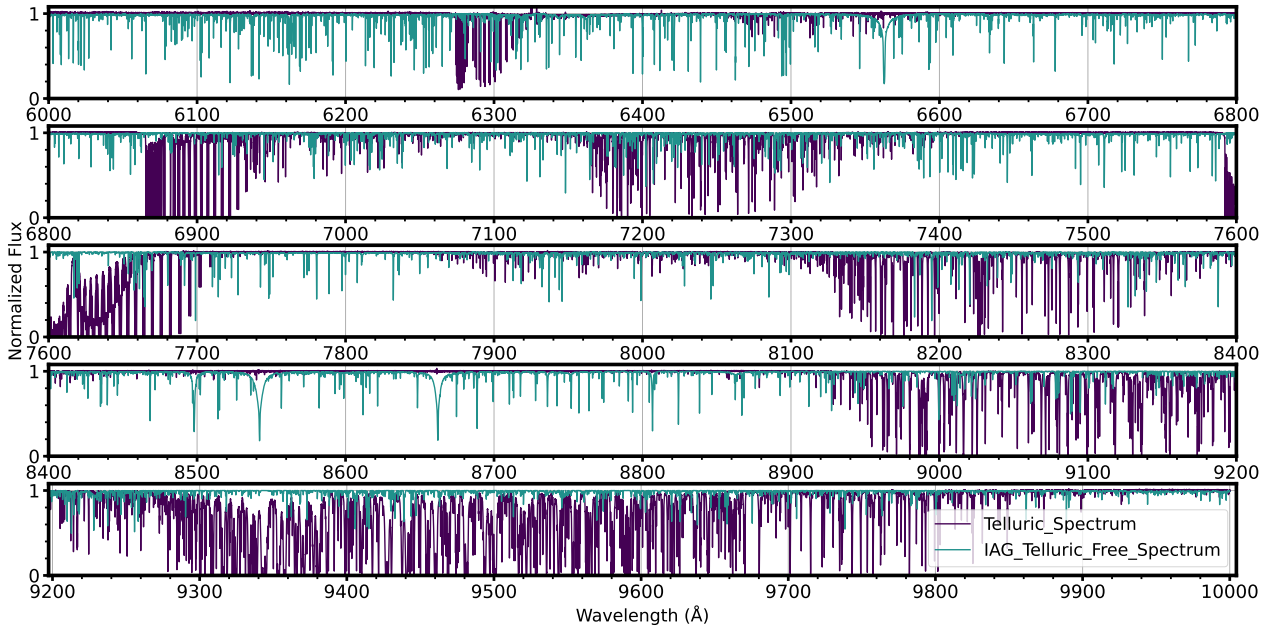 1
0
6000 6100 6200 6300 6400 6500 6600 6700 6800
1
0
6800 6900 7000 7100 7200 7300 7400 7500 7600
1
0
7600 7700 7800 7900 8000 8100 8200 8300 8400
1
0
8400 8500 8600 8700 8800 8900 9000 9100 9200
1
0
9200 9300 9400 9500 9600 9700 9800 9900 10000
Normalized Flux
Wavelength (Å)
Telluric_Spectrum
IAG_Telluric_Free_Spectrum